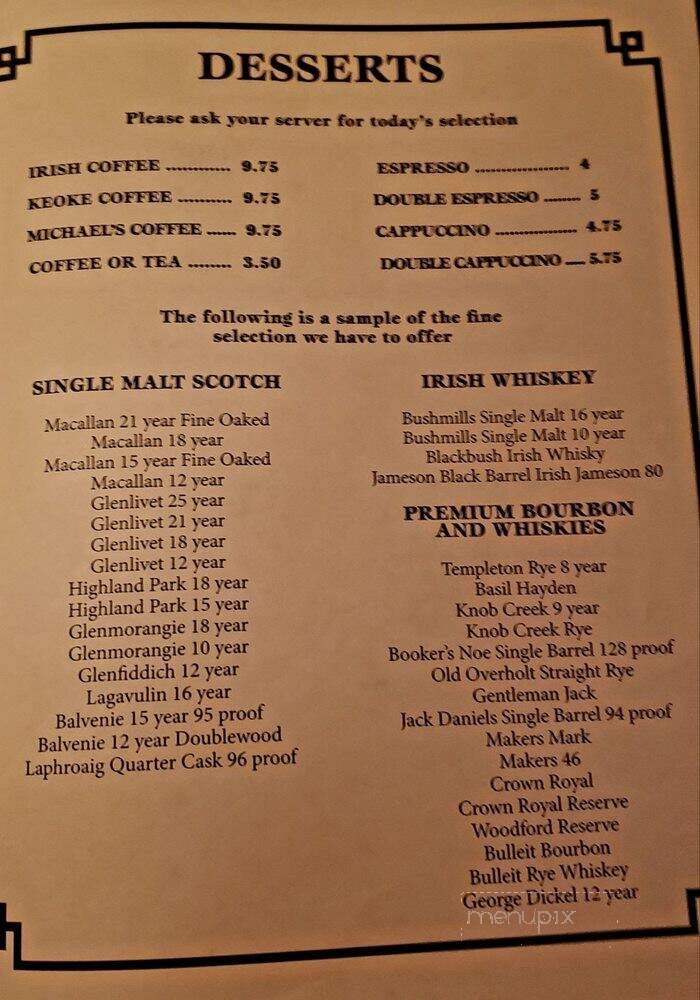 DESSERTS
Please ask your server for today's selection
IRISH COFFEE ............ 9.75
KEOKE COFFEE .......... 9.75
MICHAEL'S COFFEE ...... 9.75
COFFEE OR TEA ........ 3.50
ESPRESSO ................... 4
DOUBLE ESPRESSO ........ 5
CAPPUCCINO ................. 4.75
DOUBLE CAPPUCCINO .... 5.75
The following is a sample of the fine
selection we have to offer
SINGLE MALT SCOTCH
Macallan 21 year Fine Oaked
Macallan 18 year
Macallan 15 year Fine Oaked
Macallan 12 year
Glenlivet 25 year
Glenlivet 21 year
Glenlivet 18 year
Glenlivet 12 year
Highland Park 18 year
Highland Park 15 year
Glenmorangie 18 year
Glenmorangie 10 year
Glenfiddich 12 year
Lagavulin 16 year
Balvenie 15 year 95 proof
Balvenie 12 year Doublewood
Laphroaig Quarter Cask 96 proof
IRISH WHISKEY
Bushmills Single Malt 16 year
Bushmills Single Malt 10 year
Blackbush Irish Whisky
Jameson Black Barrel Irish Jameson 80
PREMIUM BOURBON
AND WHISKIES
Templeton Rye 8 year
Basil Hayden
Knob Creek 9 year
Knob Creek Rye
Booker's Noe Single Barrel 128 proof
Old Overholt Straight Rye
Gentleman Jack
Jack Daniels Single Barrel 94 proof
Makers Mark
Makers 46
Crown Royal
Crown Royal Reserve
Woodford Reserve
Bulleit Bourbon
Bulleit Rye Whiskey
George Dickel 12 year
menupix